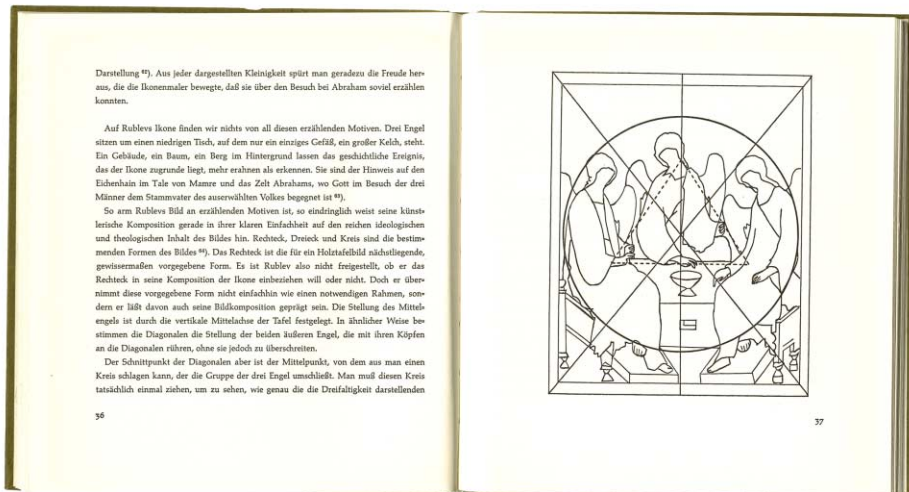 Darstellung ⁶²). Aus jeder dargestellten Kleinigkeit spürt man geradezu die Freude her-
aus, die die Ikonenmaler bewegte, daß sie über den Besuch bei Abraham soviel erzählen
konnten.
Auf Rublevs Ikone finden wir nichts von all diesen erzählenden Motiven. Drei Engel
sitzen um einen niedrigen Tisch, auf dem nur ein einziges Gefäß, ein großer Kelch, steht.
Ein Gebäude, ein Baum, ein Berg im Hintergrund lassen das geschichtliche Ereignis,
das der Ikone zugrunde liegt, mehr erahnen als erkennen. Sie sind der Hinweis auf den
Eichenhain im Tale von Mamre und das Zelt Abrahams, wo Gott im Besuch der drei
Männer dem Stammvater des auserwählten Volkes begegnet ist ⁶³).
So arm Rublevs Bild an erzählenden Motiven ist, so eindringlich weist seine künst-
lerische Komposition gerade in ihrer klaren Einfachheit auf den reichen ideologischen
und theologischen Inhalt des Bildes hin. Rechteck, Dreieck und Kreis sind die bestim-
menden Formen des Bildes ⁶⁴). Das Rechteck ist die für ein Holztafelbild nächstliegende,
gewissermaßen vorgegebene Form. Es ist Rublev also nicht freigestellt, ob er das
Rechteck in seine Komposition der Ikone einbeziehen will oder nicht. Doch er über-
nimmt diese vorgegebene Form nicht einfachhin wie einen notwendigen Rahmen, son-
dern er läßt davon auch seine Bildkomposition geprägt sein. Die Stellung des Mittel-
engels ist durch die vertikale Mittelachse der Tafel festgelegt. In ähnlicher Weise be-
stimmen die Diagonalen die Stellung der beiden äußeren Engel, die mit ihren Köpfen
an die Diagonalen rühren, ohne sie jedoch zu überschreiten.
Der Schnittpunkt der Diagonalen aber ist der Mittelpunkt, von dem aus man einen
Kreis schlagen kann, der die Gruppe der drei Engel umschließt. Man muß diesen Kreis
tatsächlich einmal ziehen, um zu sehen, wie genau die die Dreifaltigkeit darstellenden
36
37